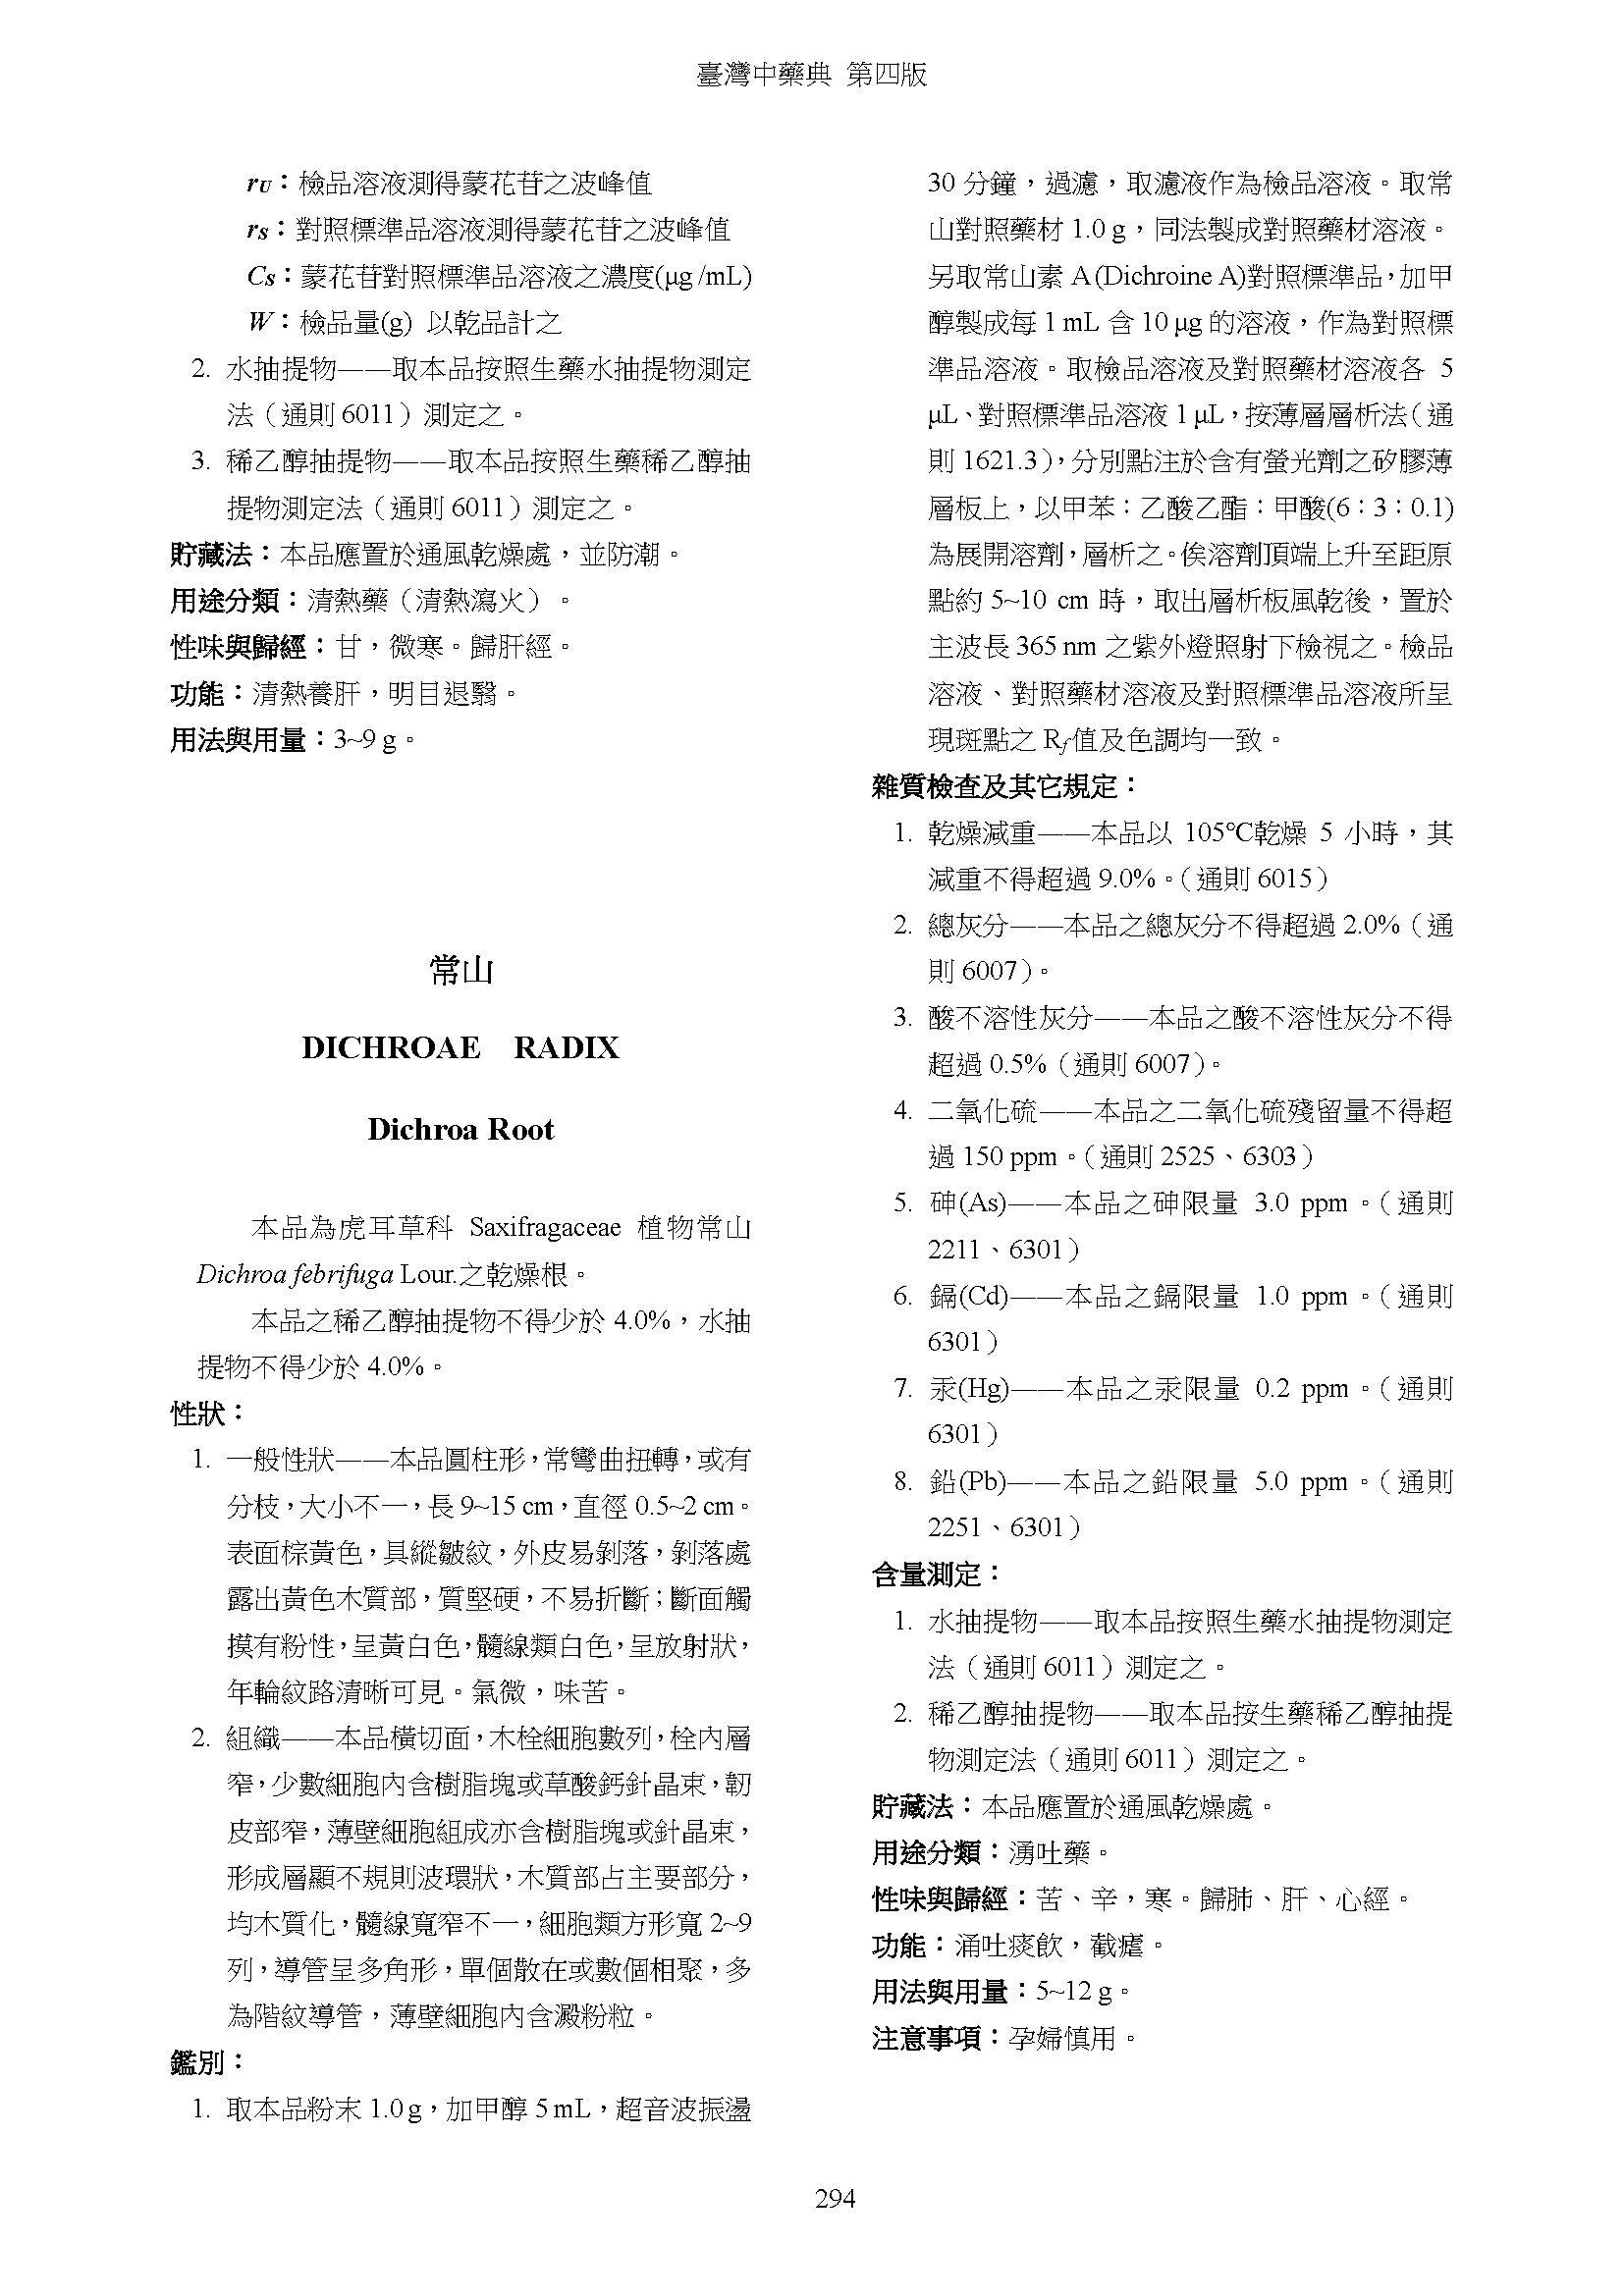 臺灣中藥典 第四版
rU：檢品溶液測得蒙花苷之波峰值
rS：對照標準品溶液測得蒙花苷之波峰值
CS：蒙花苷對照標準品溶液之濃度(μg /mL)
W：檢品量(g) 以乾品計之
2. 水抽提物——取本品按照生藥水抽提物測定
法（通則 6011）測定之。
3. 稀乙醇抽提物——取本品按照生藥稀乙醇抽
提物測定法（通則 6011）測定之。
貯藏法：本品應置於通風乾燥處，並防潮。
用途分類：清熱藥（清熱瀉火）。
性味與歸經：甘，微寒。歸肝經。
功能：清熱養肝，明目退翳。
用法與用量：3~9 g。
常山
DICHROAE RADIX
Dichroa Root
本品為虎耳草科 Saxifragaceae 植物常山
Dichroa febrifuga Lour.之乾燥根。
本品之稀乙醇抽提物不得少於 4.0%，水抽
提物不得少於 4.0%。
性狀：
1. 一般性狀——本品圓柱形，常彎曲扭轉，或有
分枝，大小不一，長 9~15 cm，直徑 0.5~2 cm。
表面棕黃色，具縱皺紋，外皮易剝落，剝落處
露出黃色木質部，質堅硬，不易折斷；斷面觸
摸有粉性，呈黃白色，髓線類白色，呈放射狀，
年輪紋路清晰可見。氣微，味苦。
2. 組織——本品橫切面，木栓細胞數列，栓內層
窄，少數細胞內含樹脂塊或草酸鈣針晶束，韌
皮部窄，薄壁細胞組成亦含樹脂塊或針晶束，
形成層顯不規則波環狀，木質部占主要部分，
均木質化，髓線寬窄不一，細胞類方形寬 2~9
列，導管呈多角形，單個散在或數個相聚，多
為階紋導管，薄壁細胞內含澱粉粒。
鑑別：
1. 取本品粉末 1.0 g，加甲醇 5 mL，超音波振盪
30 分鐘，過濾，取濾液作為檢品溶液。取常
山對照藥材 1.0 g，同法製成對照藥材溶液。
另取常山素 A (Dichroine A)對照標準品，加甲
醇製成每 1 mL 含 10 μg 的溶液，作為對照標
準品溶液。取檢品溶液及對照藥材溶液各 5
μL、對照標準品溶液 1 μL，按薄層層析法（通
則 1621.3），分別點注於含有螢光劑之矽膠薄
層板上，以甲苯：乙酸乙酯：甲酸(6：3：0.1)
為展開溶劑，層析之。俟溶劑頂端上升至距原
點約 5~10 cm 時，取出層析板風乾後，置於
主波長 365 nm 之紫外燈照射下檢視之。檢品
溶液、對照藥材溶液及對照標準品溶液所呈
現斑點之 Rf值及色調均一致。
雜質檢查及其它規定：
1. 乾燥減重——本品以 105℃乾燥 5 小時，其
減重不得超過 9.0%。（通則 6015）
2. 總灰分——本品之總灰分不得超過 2.0%（通
則 6007）。
3. 酸不溶性灰分——本品之酸不溶性灰分不得
超過 0.5%（通則 6007）。
4. 二氧化硫——本品之二氧化硫殘留量不得超
過 150 ppm。（通則 2525、6303）
5. 砷(As)——本品之砷限量 3.0 ppm。（通則
2211、6301）
6. 鎘(Cd)——本品之鎘限量 1.0 ppm。（通則
6301）
7. 汞(Hg)——本品之汞限量 0.2 ppm。（通則
6301）
8. 鉛(Pb)——本品之鉛限量 5.0 ppm。（通則
2251、6301）
含量測定：
1. 水抽提物——取本品按照生藥水抽提物測定
法（通則 6011）測定之。
2. 稀乙醇抽提物——取本品按生藥稀乙醇抽提
物測定法（通則 6011）測定之。
貯藏法：本品應置於通風乾燥處。
用途分類：湧吐藥。
性味與歸經：苦、辛，寒。歸肺、肝、心經。
功能：涌吐痰飲，截瘧。
用法與用量：5~12 g。
注意事項：孕婦慎用。
294